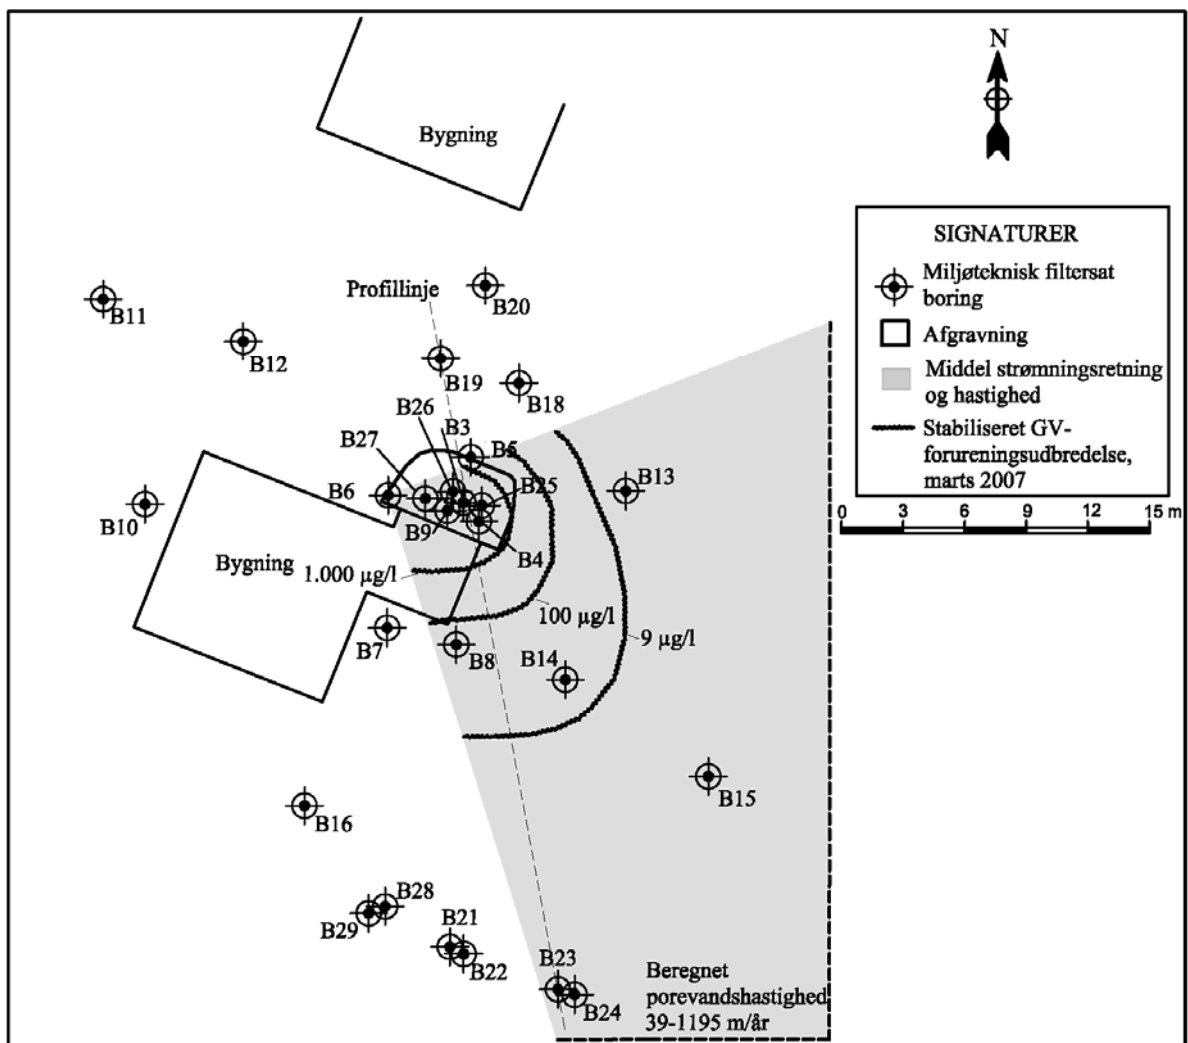 N
Bygning
SIGNATURER
Miljøteknisk filtersat
boring
Afgravning
Middel strømningsretning
og hastighed
Stabiliseret GV-
forureningsudbredelse,
marts 2007
0 3 6 9 12 15 m
Profillinje
B20
B11
B12
B19
B18
B26
B3
B27
B5
B6
B25
B13
B10
B9
B4
Bygning
1.000 µg/l
100 µg/l
9 µg/l
B7
B8
B14
B15
B16
B28
B29
B21
B22
B23
B24
Beregnet
porevandshastighed
39-1195 m/år